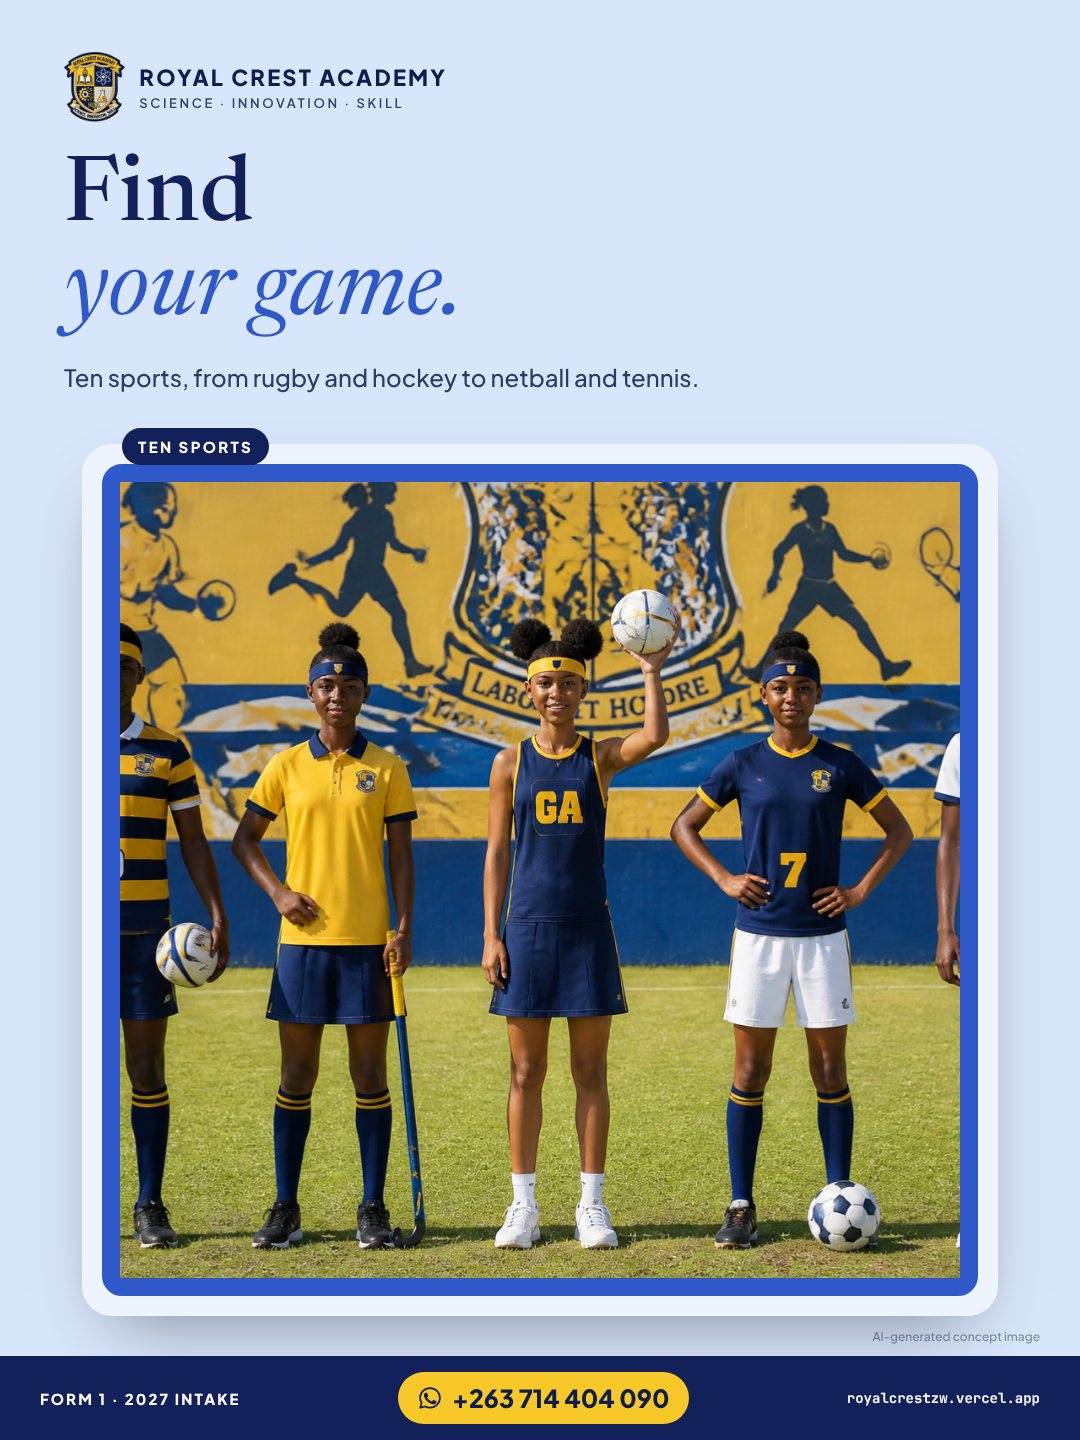 ROYAL CREST ACADEMY
SCIENCE · INNOVATION · SKILL
Find
your game.
Ten sports, from rugby and hockey to netball and tennis.
TEN SPORTS
GA
7
AI-generated concept image
FORM 1 · 2027 INTAKE
+263 714 404 090
royalcrestzw.vercel.app